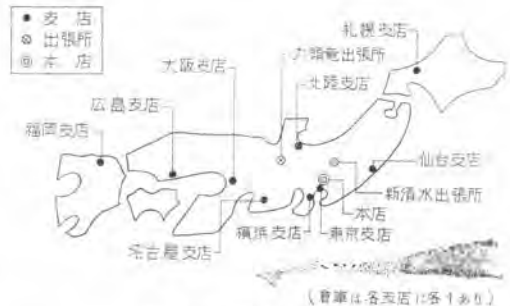 ● 支店
⊗ 出張所
◎ 本店
札幌支店
九頭竜出張所
大阪支店
北陸支店
広島支店
福岡支店
仙台支店
新清水出張所
本店
東京支店
横浜支店
名古屋支店
(倉庫は各支店に各1あり)